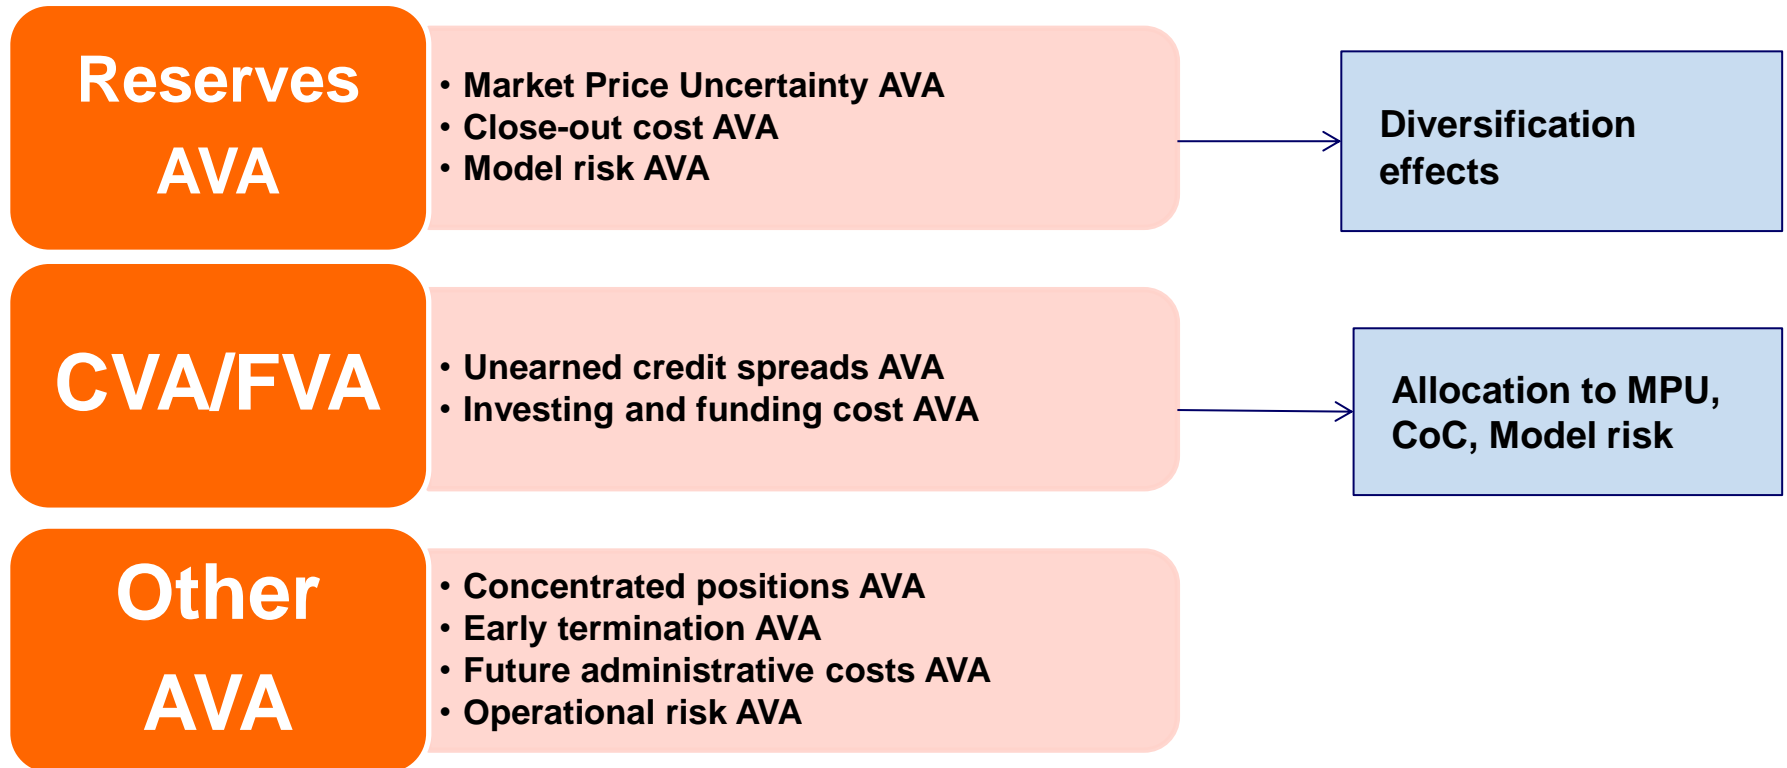 Reserves
AVA
• Market Price Uncertainty AVA
• Close-out cost AVA
• Model risk AVA
Diversification
effects
CVA/FVA
• Unearned credit spreads AVA
• Investing and funding cost AVA
Allocation to MPU,
CoC, Model risk
Other
AVA
• Concentrated positions AVA
• Early termination AVA
• Future administrative costs AVA
• Operational risk AVA